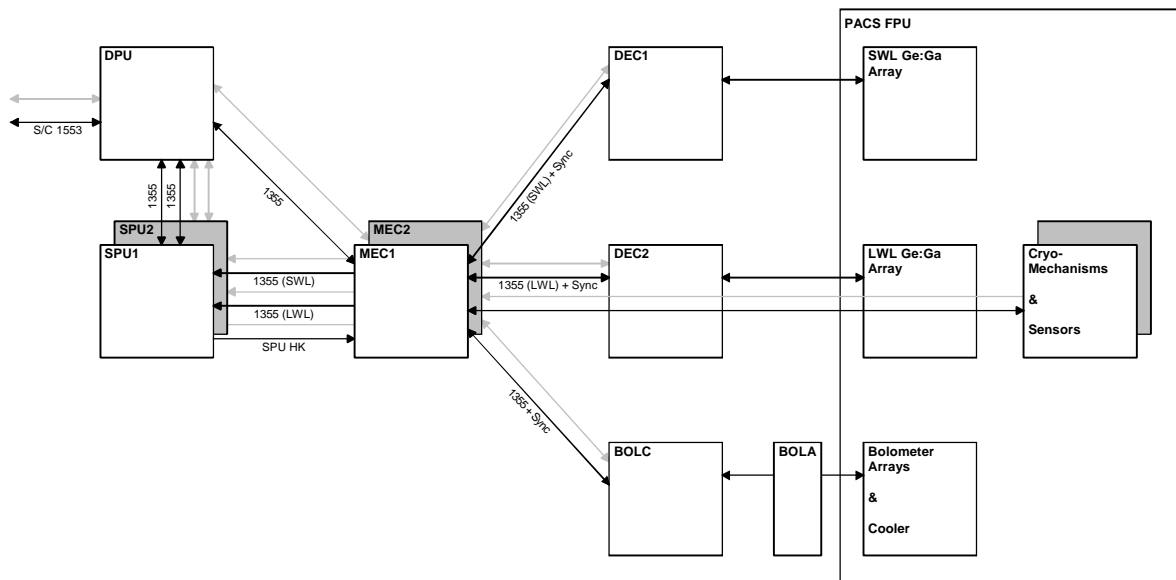 PACS FPU
DPU
DEC1
SWL Ge:Ga
Array
S/C 1553
1355
1355
1355
1355 (SWL) + Sync
SPU2
MEC2
SPU1
MEC1
DEC2
LWL Ge:Ga
Array
Cryo-
Mechanisms
&
Sensors
1355 (SWL)
1355 (LWL) + Sync
1355 (LWL)
SPU HK
1355 + Sync
BOLC
BOLA
Bolometer
Arrays
&
Cooler